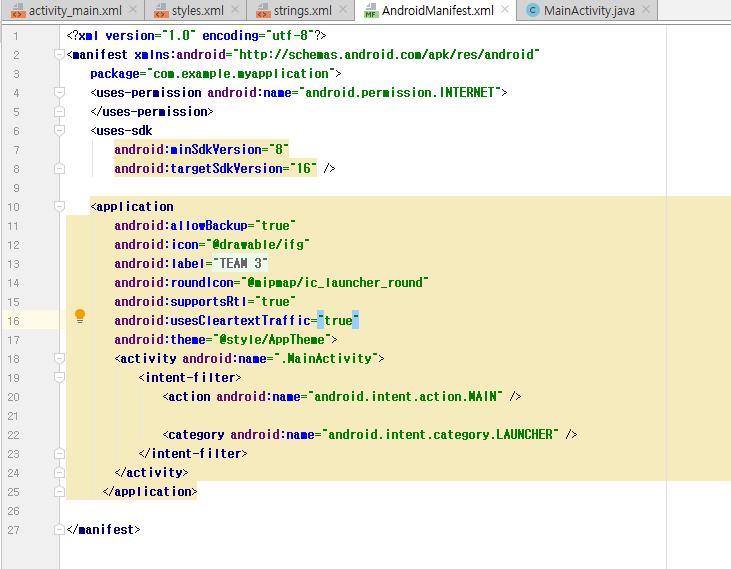 activity_main.xml styles.xml strings.xml AndroidManifest.xml MainActivity.java
1 <?xml version="1.0" encoding="utf-8"?>
2 <manifest xmlns:android="http://schemas.android.com/apk/res/android"
3 package="com.example.myapplication">
4 <uses-permission android:name="android.permission.INTERNET">
5 </uses-permission>
6 <uses-sdk
7 android:minSdkVersion="8"
8 android:targetSdkVersion="16" />
9
10 <application
11 android:allowBackup="true"
12 android:icon="@drawable/ifg"
13 android:label="TEAM 3"
14 android:roundIcon="@mipmap/ic_launcher_round"
15 android:supportsRtl="true"
16 android:usesCleartextTraffic="true"
17 android:theme="@style/AppTheme">
18 <activity android:name=".MainActivity">
19 <intent-filter>
20 <action android:name="android.intent.action.MAIN" />
21
22 <category android:name="android.intent.category.LAUNCHER" />
23 </intent-filter>
24 </activity>
25 </application>
26
27 </manifest>